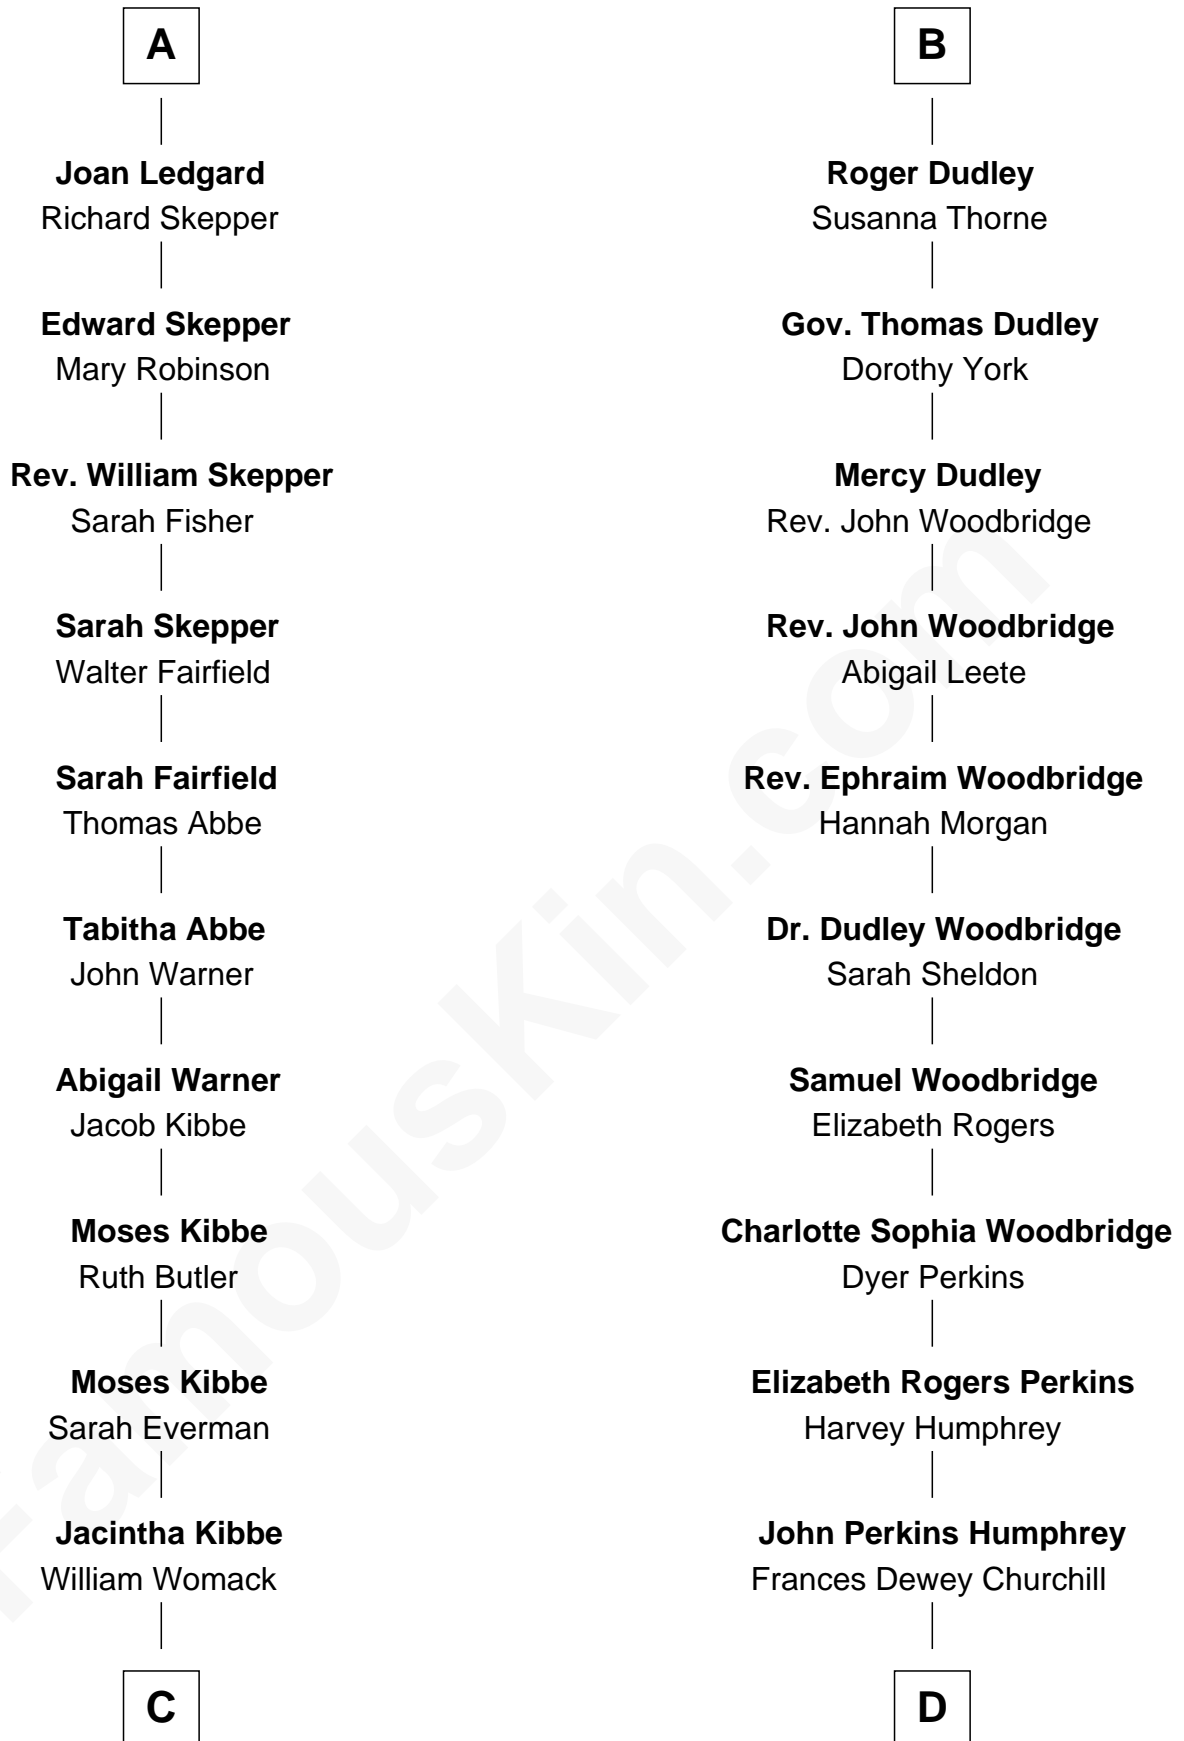 A
Joan Ledgard
Richard Skepper
Edward Skepper
Mary Robinson
Rev. William Skepper
Sarah Fisher
Sarah Skepper
Walter Fairfield
Sarah Fairfield
Thomas Abbe
Tabitha Abbe
John Warner
Abigail Warner
Jacob Kibbe
Moses Kibbe
Ruth Butler
Moses Kibbe
Sarah Everman
Jacintha Kibbe
William Womack
C
B
Roger Dudley
Susanna Thorne
Gov. Thomas Dudley
Dorothy York
Mercy Dudley
Rev. John Woodbridge
Rev. John Woodbridge
Abigail Leete
Rev. Ephraim Woodbridge
Hannah Morgan
Dr. Dudley Woodbridge
Sarah Sheldon
Samuel Woodbridge
Elizabeth Rogers
Charlotte Sophia Woodbridge
Dyer Perkins
Elizabeth Rogers Perkins
Harvey Humphrey
John Perkins Humphrey
Frances Dewey Churchill
D
FamousKin.com